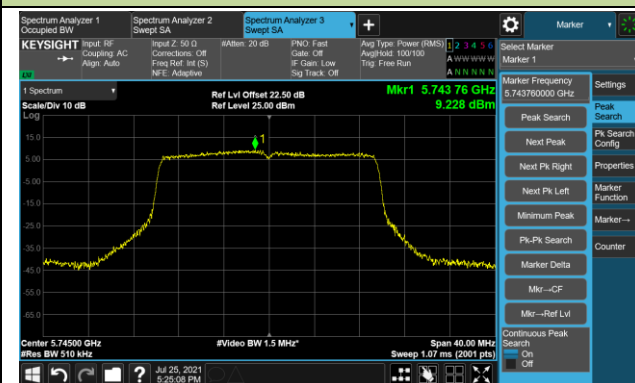 Spectrum Analyzer 1
Occupied BW
Spectrum Analyzer 2
Swept SA
Spectrum Analyzer 3
Swept SA
+
Marker
KEYSIGHT
Input: RF
Coupling: AC
Align: Auto
Input Z: 50 Ω
Corrections: Off
Freq Ref: Int (S)
NFE: Adaptive
#Atten: 20 dB
PNO: Fast
Gate: Off
IF Gain: Low
Sig Track: Off
Avg Type: Power (RMS)
Avg|Hold: 100/100
Trig: Free Run
1 2 3 4 5 6
A W W W W W
A N N N N N
Select Marker
Marker 1
1 Spectrum
Scale/Div 10 dB
Log
Ref Lvl Offset 22.50 dB
Ref Level 25.00 dBm
Mkr1 5.743 76 GHz
9.228 dBm
15.0
5.00
-5.00
-15.0
-25.0
-35.0
-45.0
-55.0
-65.0
1
Center 5.74500 GHz
#Res BW 510 kHz
#Video BW 1.5 MHz*
Span 40.00 MHz
Sweep 1.07 ms (2001 pts)
Marker Frequency
5.743760000 GHz
Peak Search
Next Peak
Next Pk Right
Next Pk Left
Minimum Peak
Pk-Pk Search
Marker Delta
Mkr→CF
Mkr→Ref Lvl
Continuous Peak
Search
On
Off
Settings
Peak
Search
Pk Search
Config
Properties
Marker
Function
Marker→
Counter
?
Jul 25, 2021
5:25:08 PM